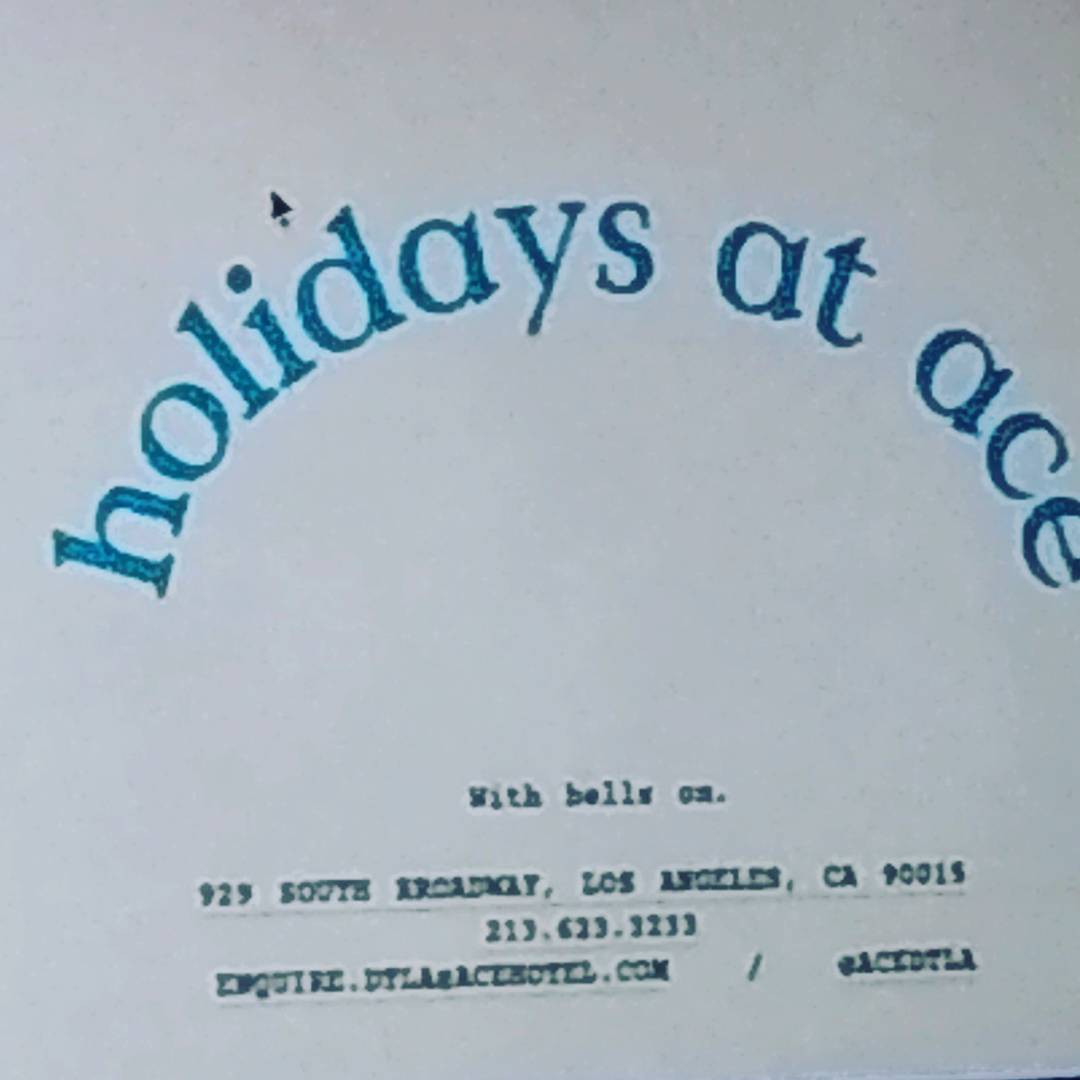 holidays at ace
With bells on.
929 SOUTH BROADWAY, LOS ANGELES, CA 90015
213.623.3233
ENQUIRE.DTLA@ACEHOTEL.COM / @ACEDTLA